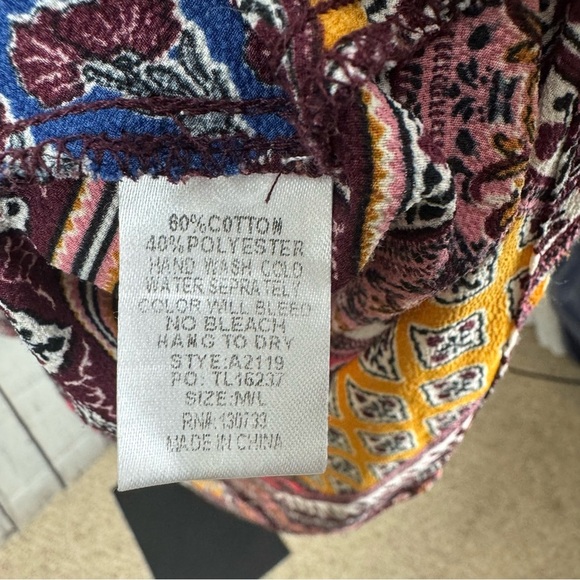 60%COTTON
40%POLYESTER
HAND WASH COLD
WATER SEPRATELY
COLOR WILL BLEED
NO BLEACH
HANG TO DRY
STYE:A2119
PO: TL16237
SIZE:M/L
RN#:130733
MADE IN CHINA